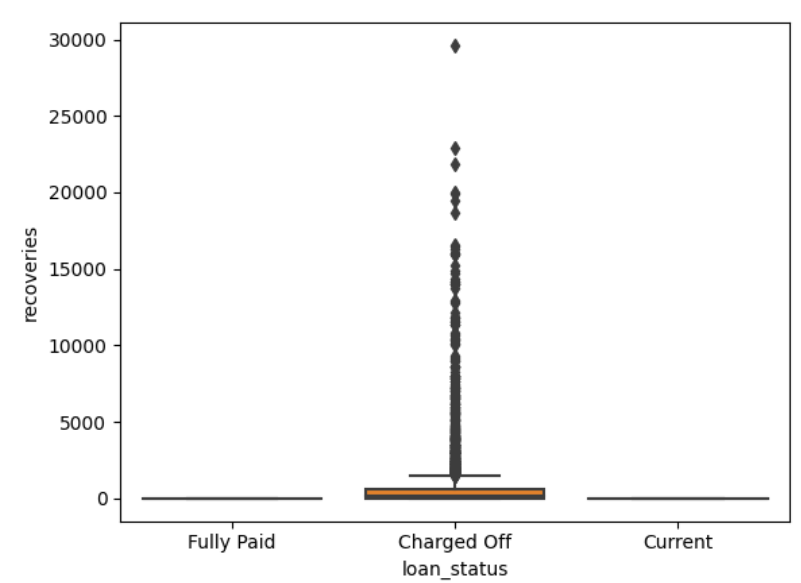 30000
25000
20000
15000
10000
5000
0
recoveries
Fully Paid
Charged Off
Current
loan_status